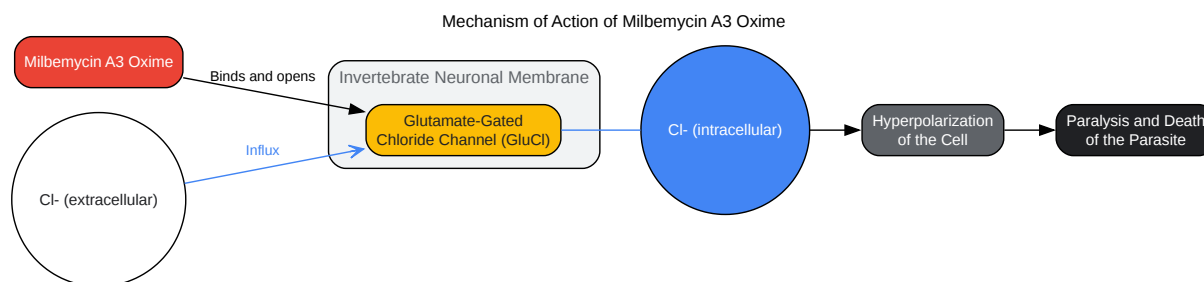 Mechanism of Action of Milbemycin A3 Oxime
Milbemycin A3 Oxime
Binds and opens
Invertebrate Neuronal Membrane
Glutamate-Gated
Chloride Channel (GluCl)
Influx
Cl- (extracellular)
Cl- (intracellular)
Hyperpolarization
of the Cell
Paralysis and Death
of the Parasite